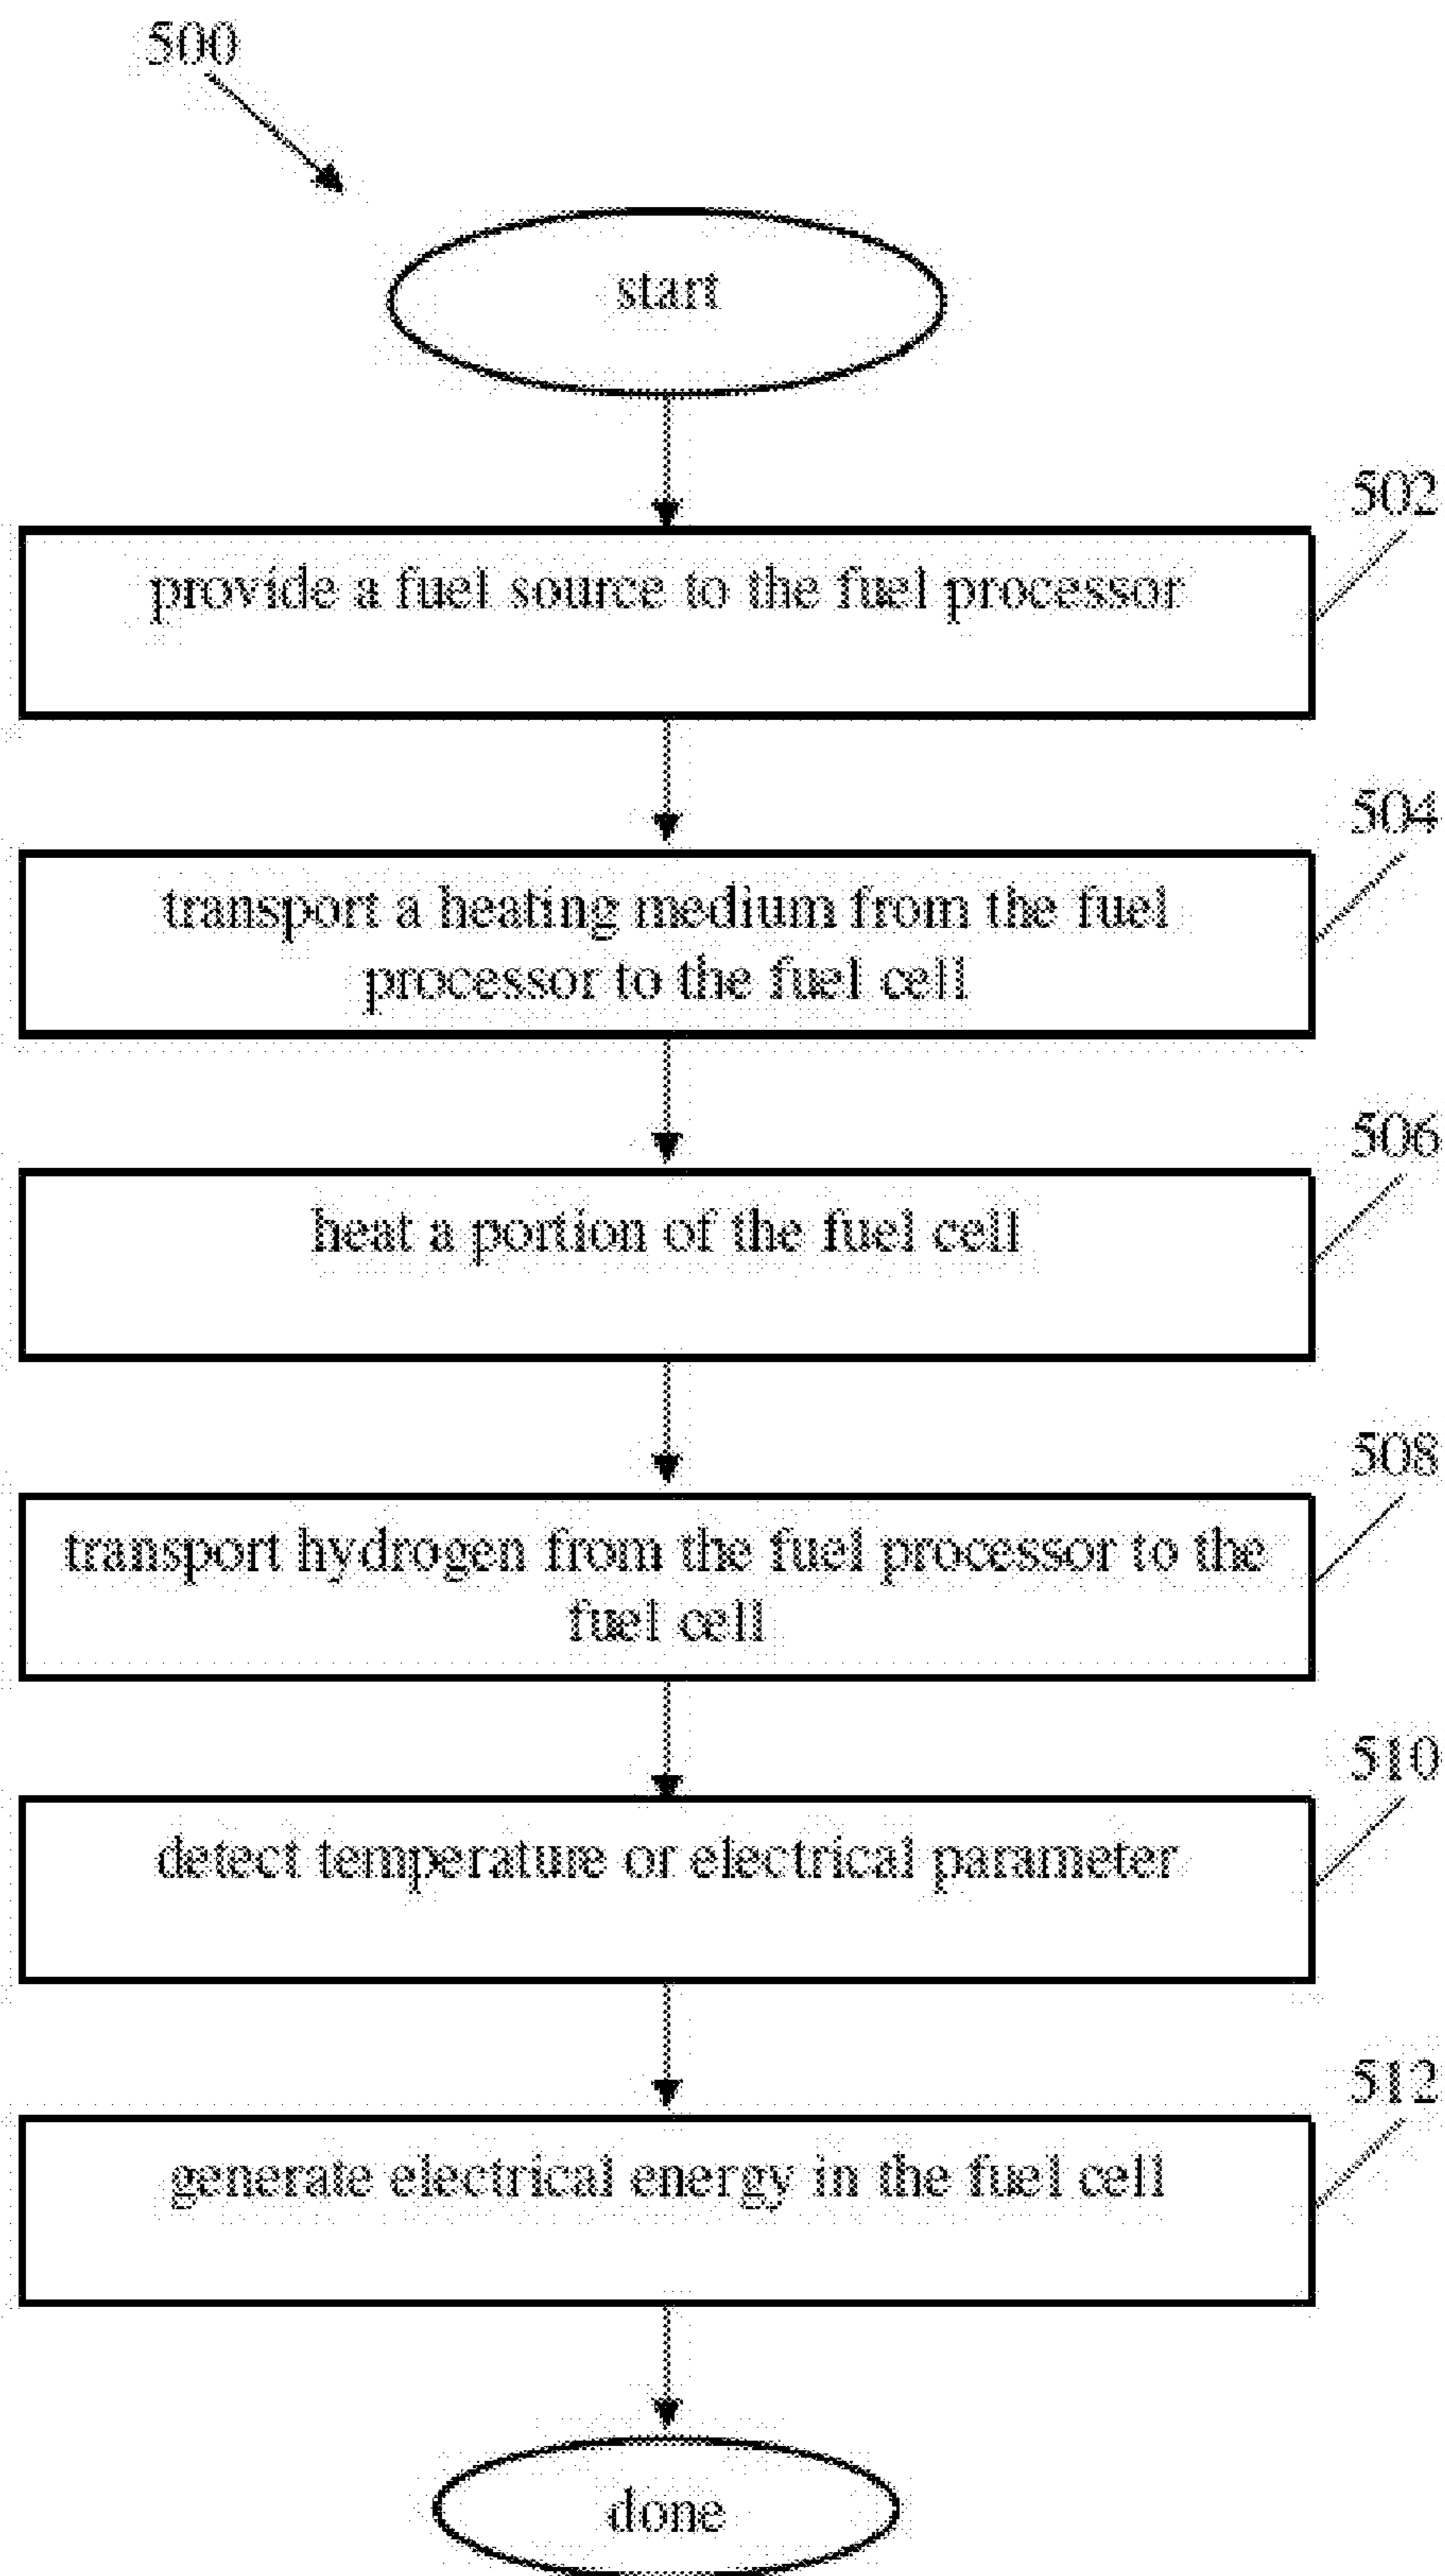 500
start
502
provide a fuel source to the fuel processor
504
transport a heating medium from the fuel
processor to the fuel cell
506
heat a portion of the fuel cell
508
transport hydrogen from the fuel processor to the
fuel cell
510
detect temperature or electrical parameter
512
generate electrical energy in the fuel cell
done